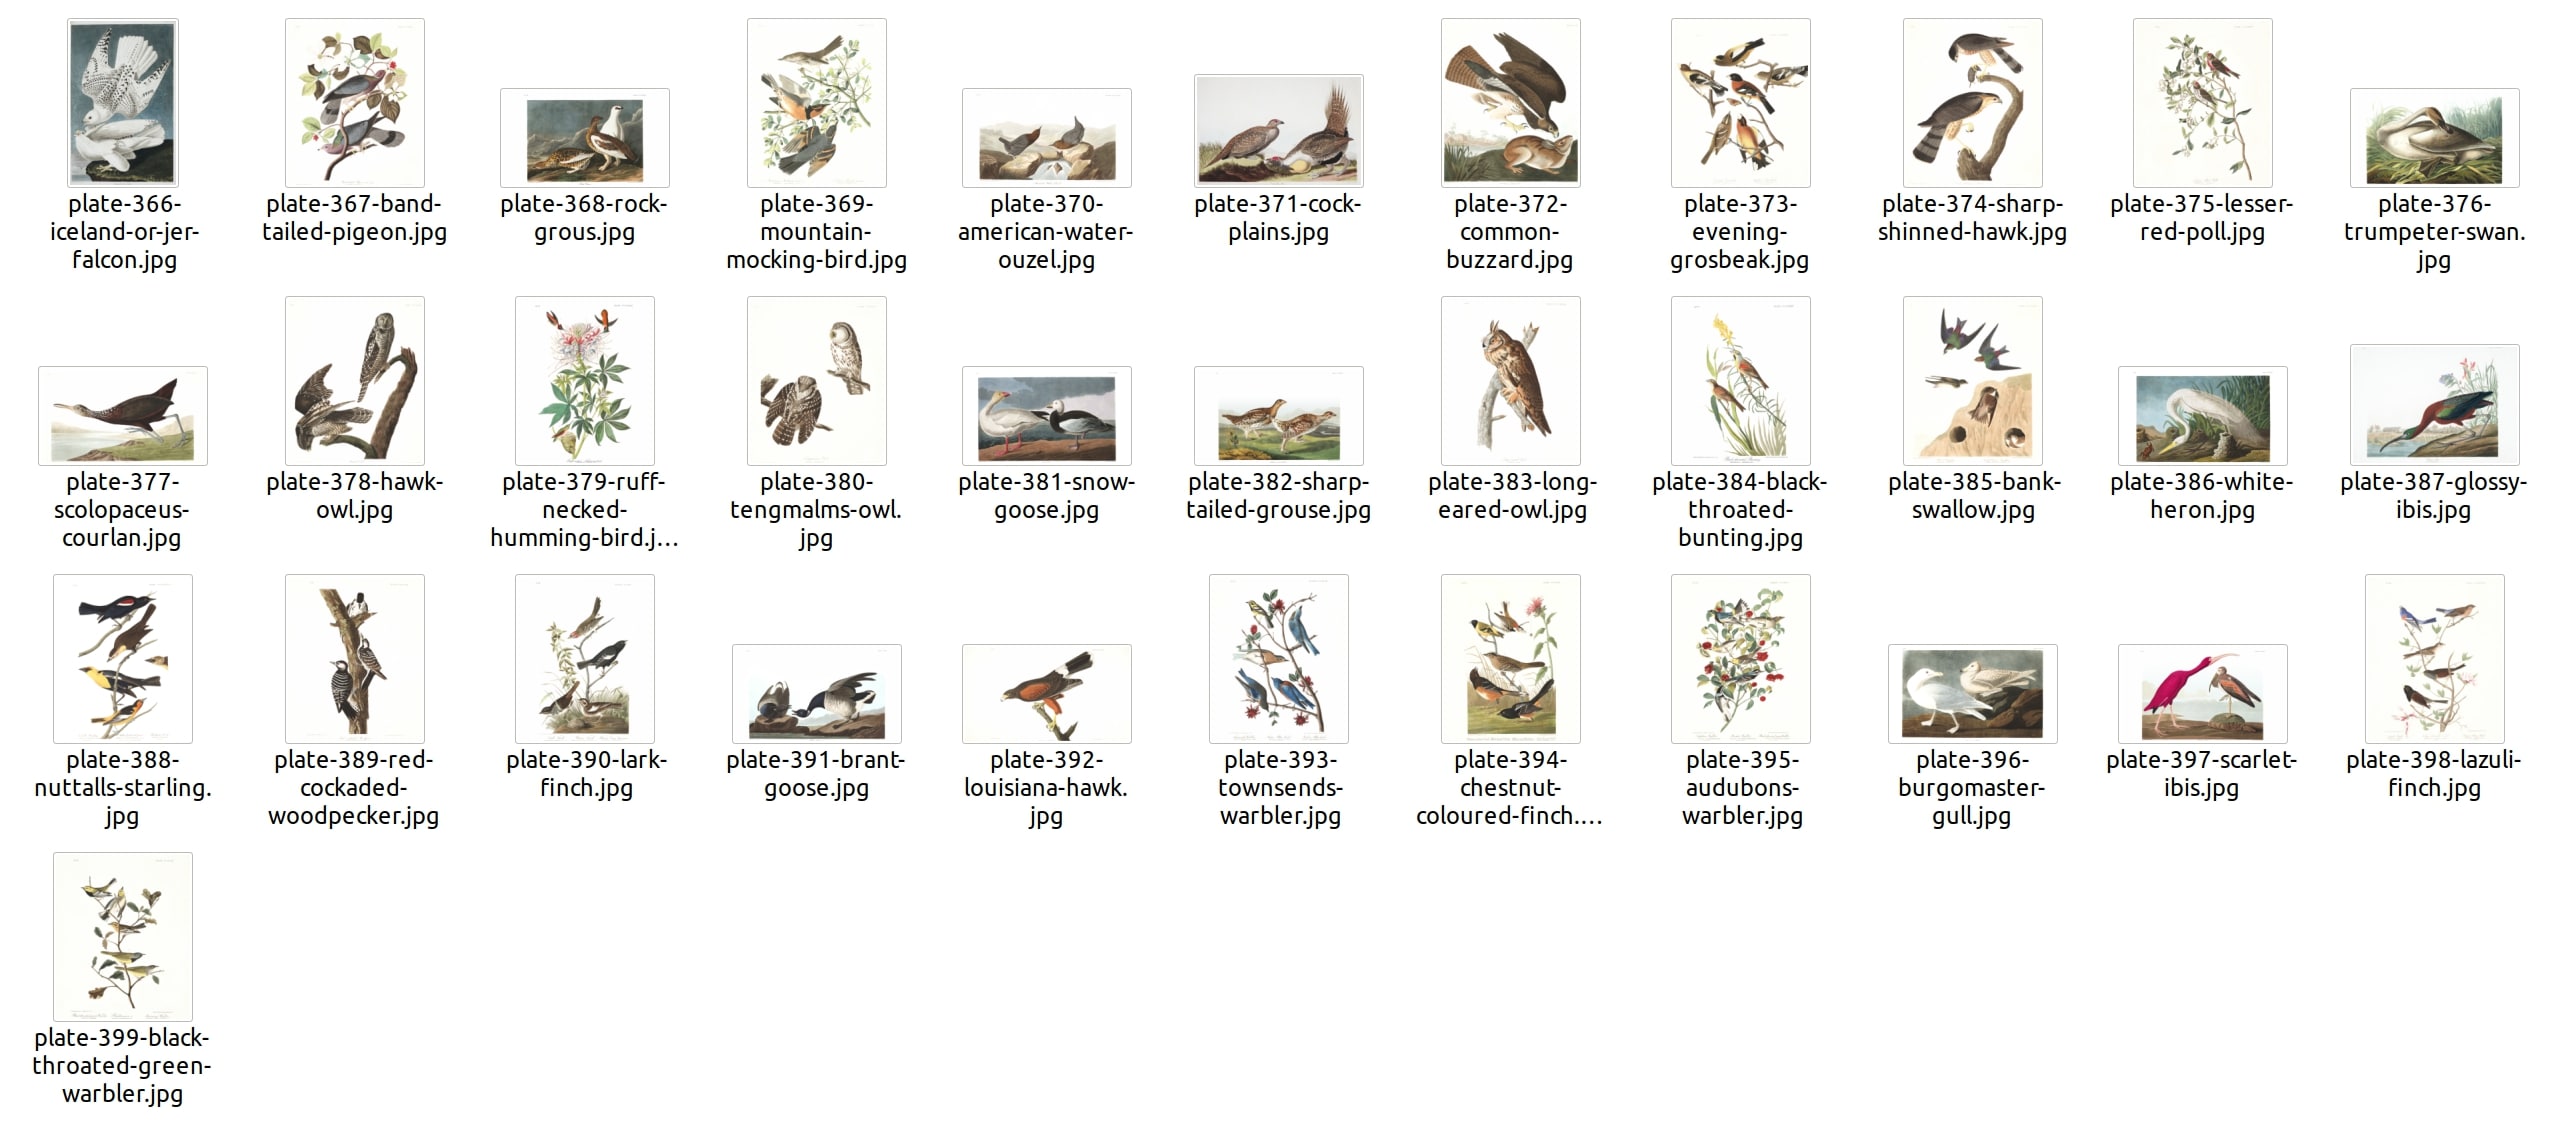 plate-366-
iceland-or-jer-
falcon.jpg
plate-367-band-
tailed-pigeon.jpg
plate-368-rock-
grous.jpg
plate-369-
mountain-
mocking-bird.jpg
plate-370-
american-water-
ouzel.jpg
plate-371-cock-
plains.jpg
plate-372-
common-
buzzard.jpg
plate-373-
evening-
grosbeak.jpg
plate-374-sharp-
shinned-hawk.jpg
plate-375-lesser-
red-poll.jpg
plate-376-
trumpeter-swan.
jpg
plate-377-
scolopaceus-
courlan.jpg
plate-378-hawk-
owl.jpg
plate-379-ruff-
necked-
humming-bird.j…
plate-380-
tengmalms-owl.
jpg
plate-381-snow-
goose.jpg
plate-382-sharp-
tailed-grouse.jpg
plate-383-long-
eared-owl.jpg
plate-384-black-
throated-
bunting.jpg
plate-385-bank-
swallow.jpg
plate-386-white-
heron.jpg
plate-387-glossy-
ibis.jpg
plate-388-
nuttalls-starling.
jpg
plate-389-red-
cockaded-
woodpecker.jpg
plate-390-lark-
finch.jpg
plate-391-brant-
goose.jpg
plate-392-
louisiana-hawk.
jpg
plate-393-
townsends-
warbler.jpg
plate-394-
chestnut-
coloured-finch.…
plate-395-
audubons-
warbler.jpg
plate-396-
burgomaster-
gull.jpg
plate-397-scarlet-
ibis.jpg
plate-398-lazuli-
finch.jpg
plate-399-black-
throated-green-
warbler.jpg